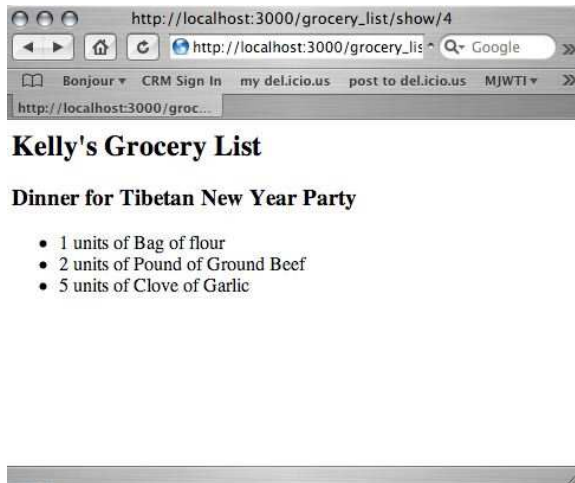 http://localhost:3000/grocery_list/show/4
http://localhost:3000/grocery_lis Google
Bonjour CRM Sign In my del.icio.us post to del.icio.us MJWTI
http://localhost:3000/groc...
Kelly's Grocery List
Dinner for Tibetan New Year Party
• 1 units of Bag of flour
• 2 units of Pound of Ground Beef
• 5 units of Clove of Garlic